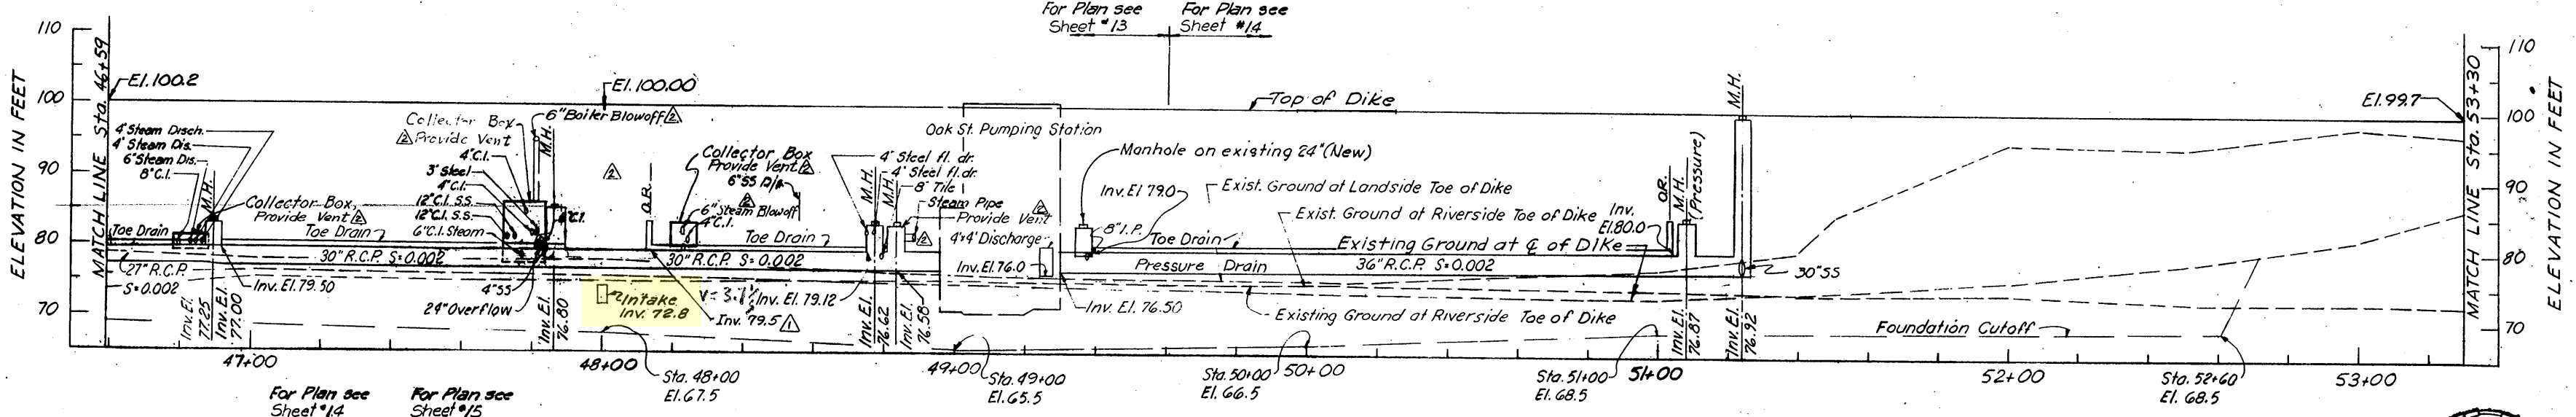 For Plan see
Sheet #13
For Plan see
Sheet #14
110
100
90
80
70
ELEVATION IN FEET
MATCH LINE Sta. 46+59
El. 100.2
El. 100.00
Top of Dike
El. 99.7
4" Steam Disch.
4" Steam Dis.
6" Steam Dis.
8" C.I.
M.H.
Collector Box,
Provide Vent 2
Toe Drain
Toe Drain
27" R.C.P.
S=0.002
Inv. El.
77.25
Inv. El.
77.00
Inv. El. 79.50
30" R.C.P. S=0.002
Collector Box
2 Provide Vent
6" Boiler Blowoff 2
M.H.
4" C.I.
3" Steel
4" C.I.
12" C.I. S.S.
12" C.I. S.S.
6" C.I. Steam
4" C.I.
4" SS
24" Overflow
Inv. El.
76.80
2
Intake
Inv. 72.8
Collector Box
Provide Vent 2
6" SS
2
6" Steam Blowoff
4" C.I.
30" R.C.P. S=0.002
Toe Drain
Inv. El. 79.12
Inv. 79.5 1
4" Steel fl. dr.
4" Steel fl. dr.
8" Tile
Steam Pipe
Provide Vent
2
2
M.H.
M.H.
Inv. El.
76.62
Inv. El.
76.58
Oak St. Pumping Station
4'x4' Discharge
Inv. El. 76.0
Inv. El. 76.50
Manhole on existing 24" (New)
Inv. El 79.0
8" I.P.
Toe Drain
Exist. Ground at Landside Toe of Dike
Exist. Ground at Riverside Toe of Dike
Existing Ground at ℄ of Dike
Pressure Drain
36" R.C.P. S=0.002
Existing Ground at Riverside Toe of Dike
Inv.
El. 80.0
M.H.
(Pressure)
M.H.
30" SS
Inv. El.
76.87
Inv. El.
76.92
Foundation Cutoff
MATCH LINE Sta. 53+30
110
100
90
80
70
ELEVATION IN FEET
47+00
48+00
Sta. 48+00
El. 67.5
49+00
Sta. 49+00
El. 65.5
Sta. 50+00
El. 66.5
50+00
Sta. 51+00
El. 68.5
51+00
52+00
Sta. 52+60
El. 68.5
53+00
For Plan see
Sheet #14
For Plan see
Sheet #15